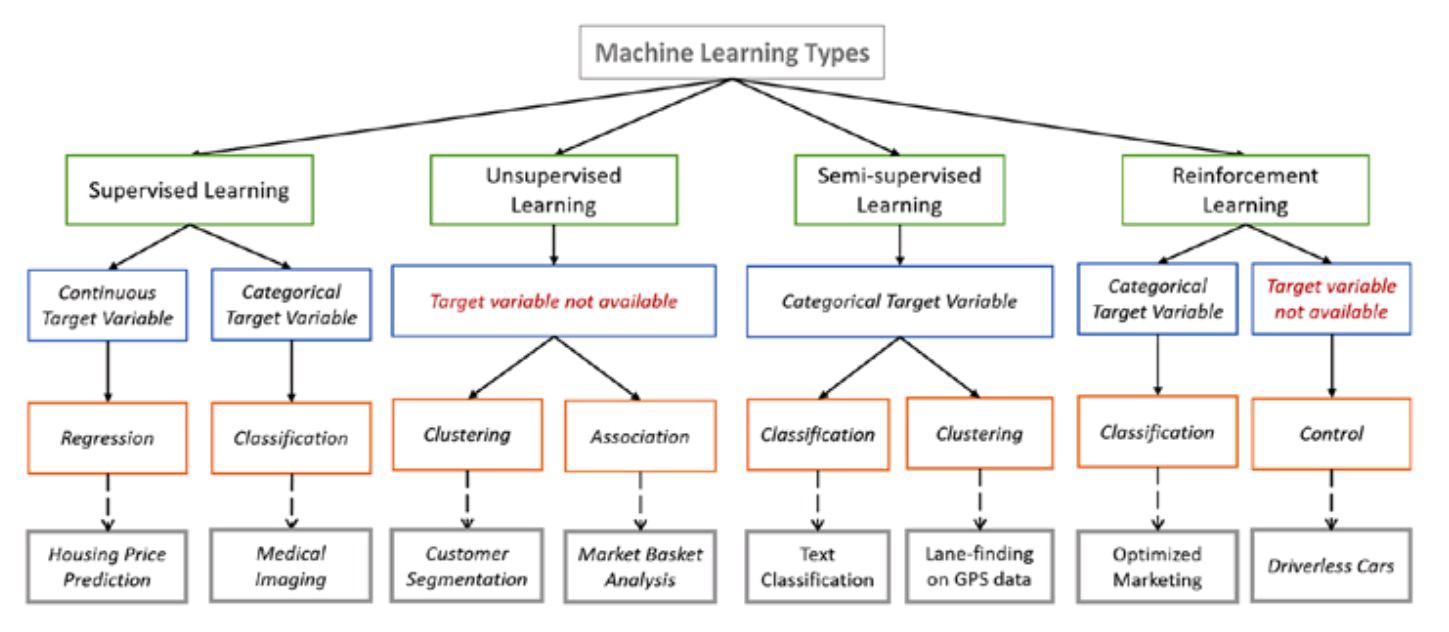 Machine Learning Types
Supervised Learning
Unsupervised
Learning
Semi-supervised
Learning
Reinforcement
Learning
Continuous
Target Variable
Categorical
Target Variable
Target variable not available
Categorical Target Variable
Categorical
Target Variable
Target variable
not available
Regression
Classification
Clustering
Association
Classification
Clustering
Classification
Control
Housing Price
Prediction
Medical
Imaging
Customer
Segmentation
Market Basket
Analysis
Text
Classification
Lane-finding
on GPS data
Optimized
Marketing
Driverless Cars